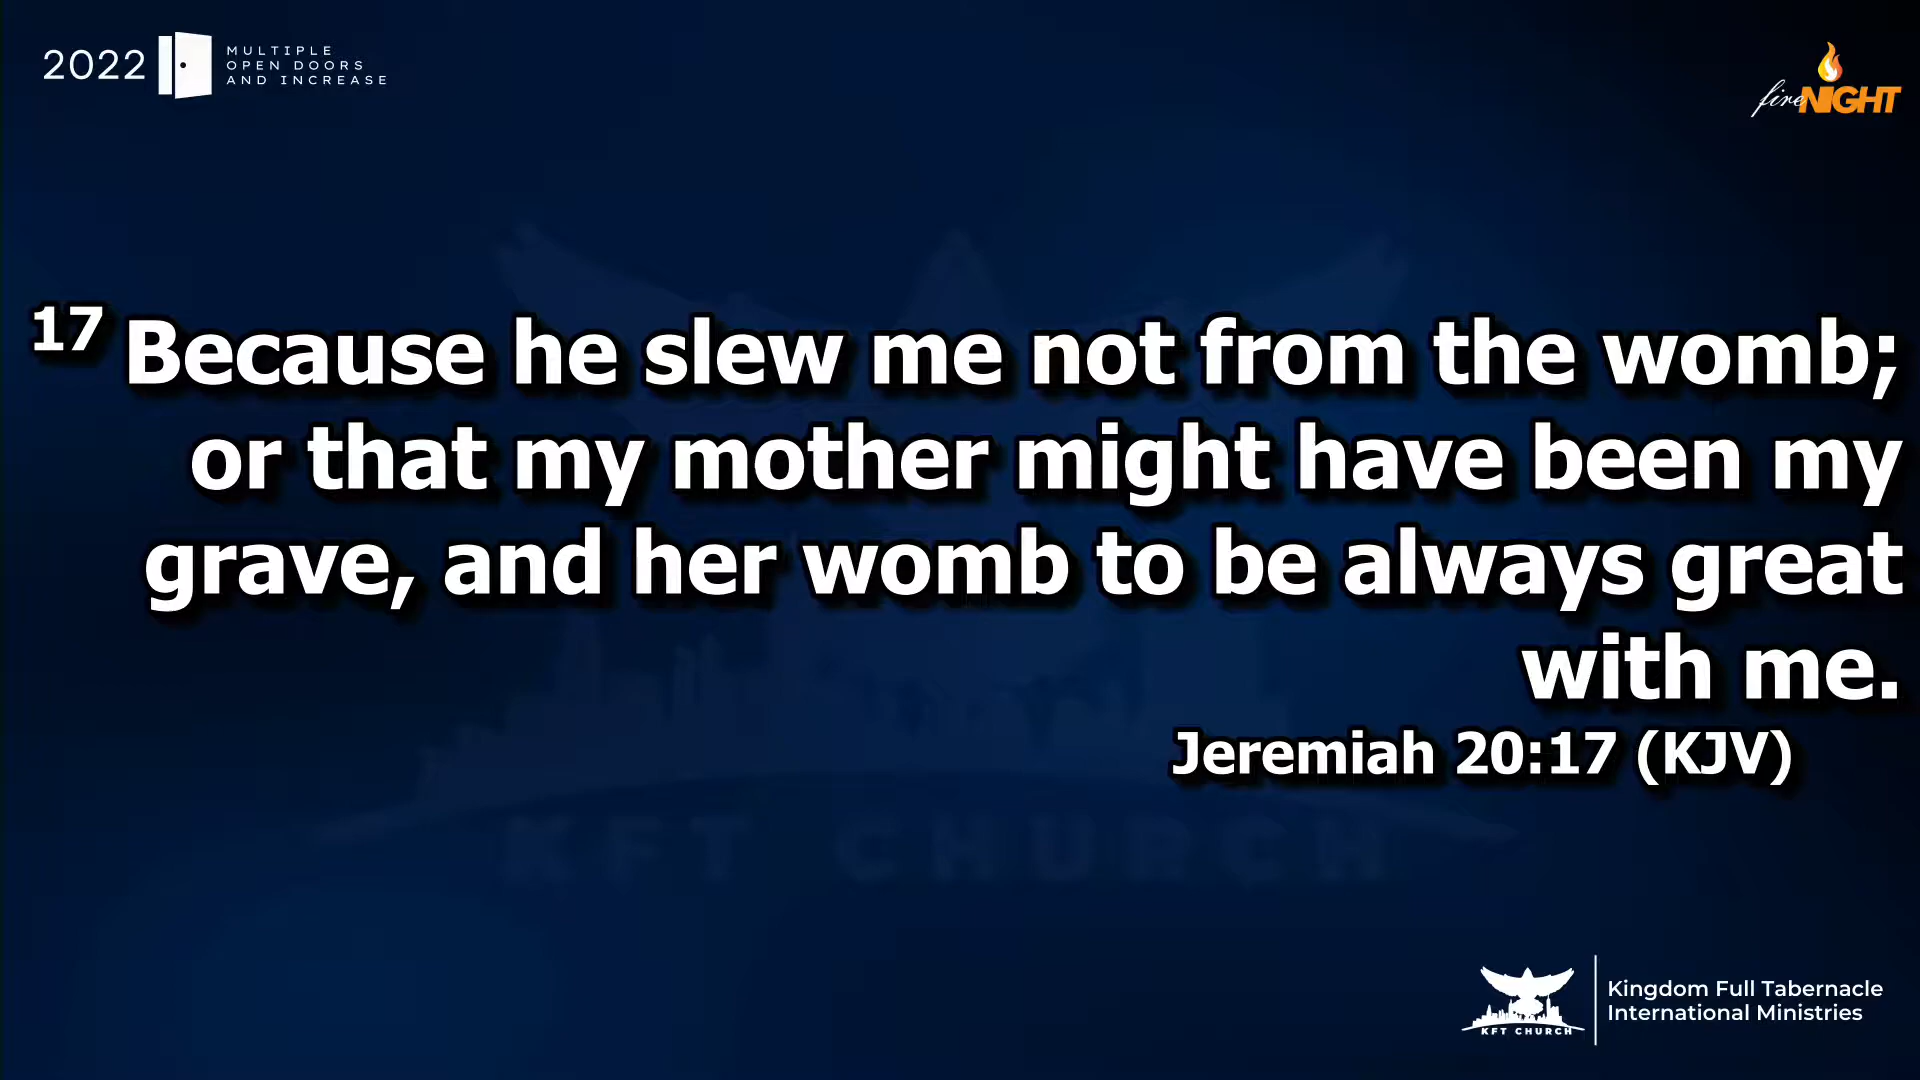 2022
MULTIPLE
OPEN DOORS
AND INCREASE
fireNIGHT
17 Because he slew me not from the womb;
or that my mother might have been my
grave, and her womb to be always great
with me.
Jeremiah 20:17 (KJV)
KFT CHURCH
KFT CHURCH
Kingdom Full Tabernacle
International Ministries